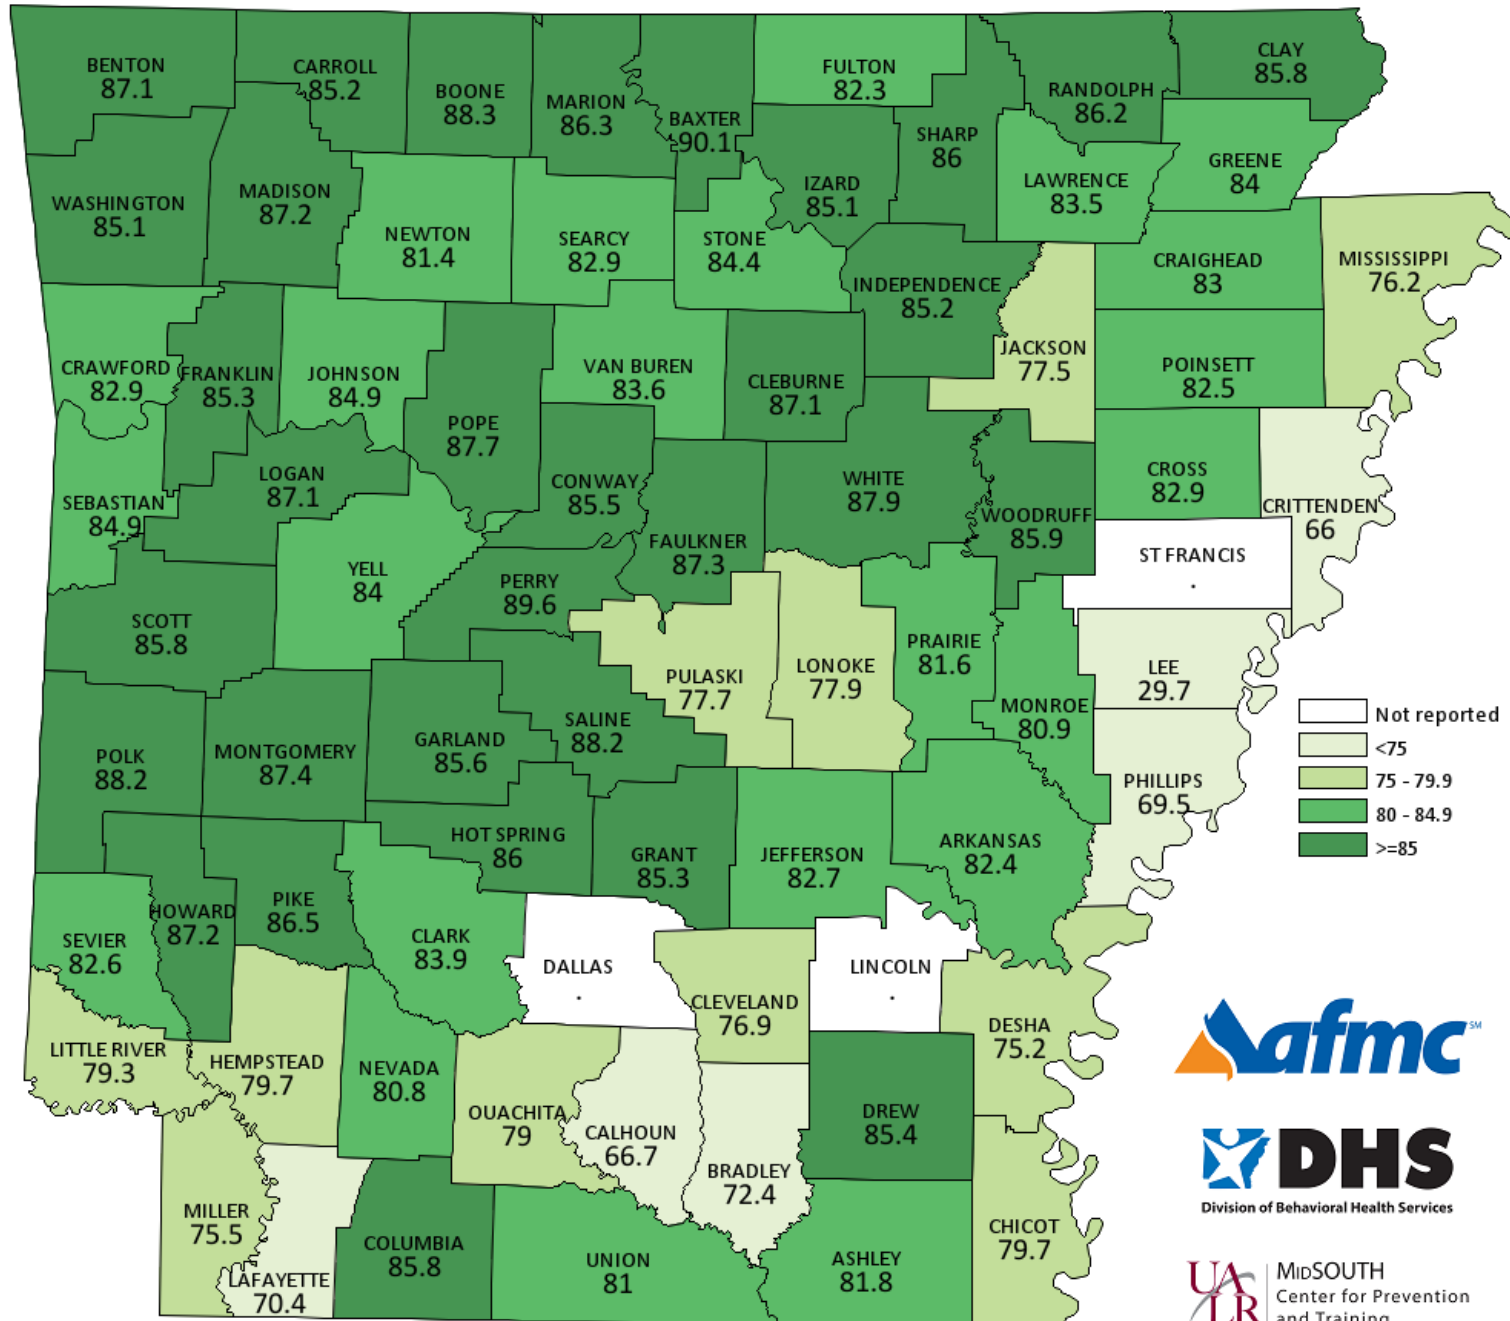 BENTON
87.1
CARROLL
85.2
BOONE
88.3
MARION
86.3
BAXTER
90.1
FULTON
82.3
SHARP
86
RANDOLPH
86.2
CLAY
85.8
GREENE
84
LAWRENCE
83.5
IZARD
85.1
WASHINGTON
85.1
MADISON
87.2
NEWTON
81.4
SEARCY
82.9
STONE
84.4
INDEPENDENCE
85.2
CRAIGHEAD
83
MISSISSIPPI
76.2
CRAWFORD
82.9
FRANKLIN
85.3
JOHNSON
84.9
POPE
87.7
VAN BUREN
83.6
CLEBURNE
87.1
JACKSON
77.5
POINSETT
82.5
SEBASTIAN
84.9
LOGAN
87.1
CONWAY
85.5
FAULKNER
87.3
WHITE
87.9
WOODRUFF
85.9
CROSS
82.9
CRITTENDEN
66
ST FRANCIS
.
YELL
84
PERRY
89.6
SCOTT
85.8
PULASKI
77.7
LONOKE
77.9
PRAIRIE
81.6
MONROE
80.9
LEE
29.7
POLK
88.2
MONTGOMERY
87.4
GARLAND
85.6
SALINE
88.2
PHILLIPS
69.5
Not reported
<75
75 - 79.9
80 - 84.9
>=85
HOT SPRING
86
GRANT
85.3
JEFFERSON
82.7
ARKANSAS
82.4
SEVIER
82.6
HOWARD
87.2
PIKE
86.5
CLARK
83.9
DALLAS
.
CLEVELAND
76.9
LINCOLN
.
DESHA
75.2
LITTLE RIVER
79.3
HEMPSTEAD
79.7
NEVADA
80.8
OUACHITA
79
CALHOUN
66.7
BRADLEY
72.4
DREW
85.4
MILLER
75.5
LAFAYETTE
70.4
COLUMBIA
85.8
UNION
81
ASHLEY
81.8
CHICOT
79.7
afmc SM
DHS
Division of Behavioral Health Services
UALR
MIDSOUTH
Center for Prevention
and Training